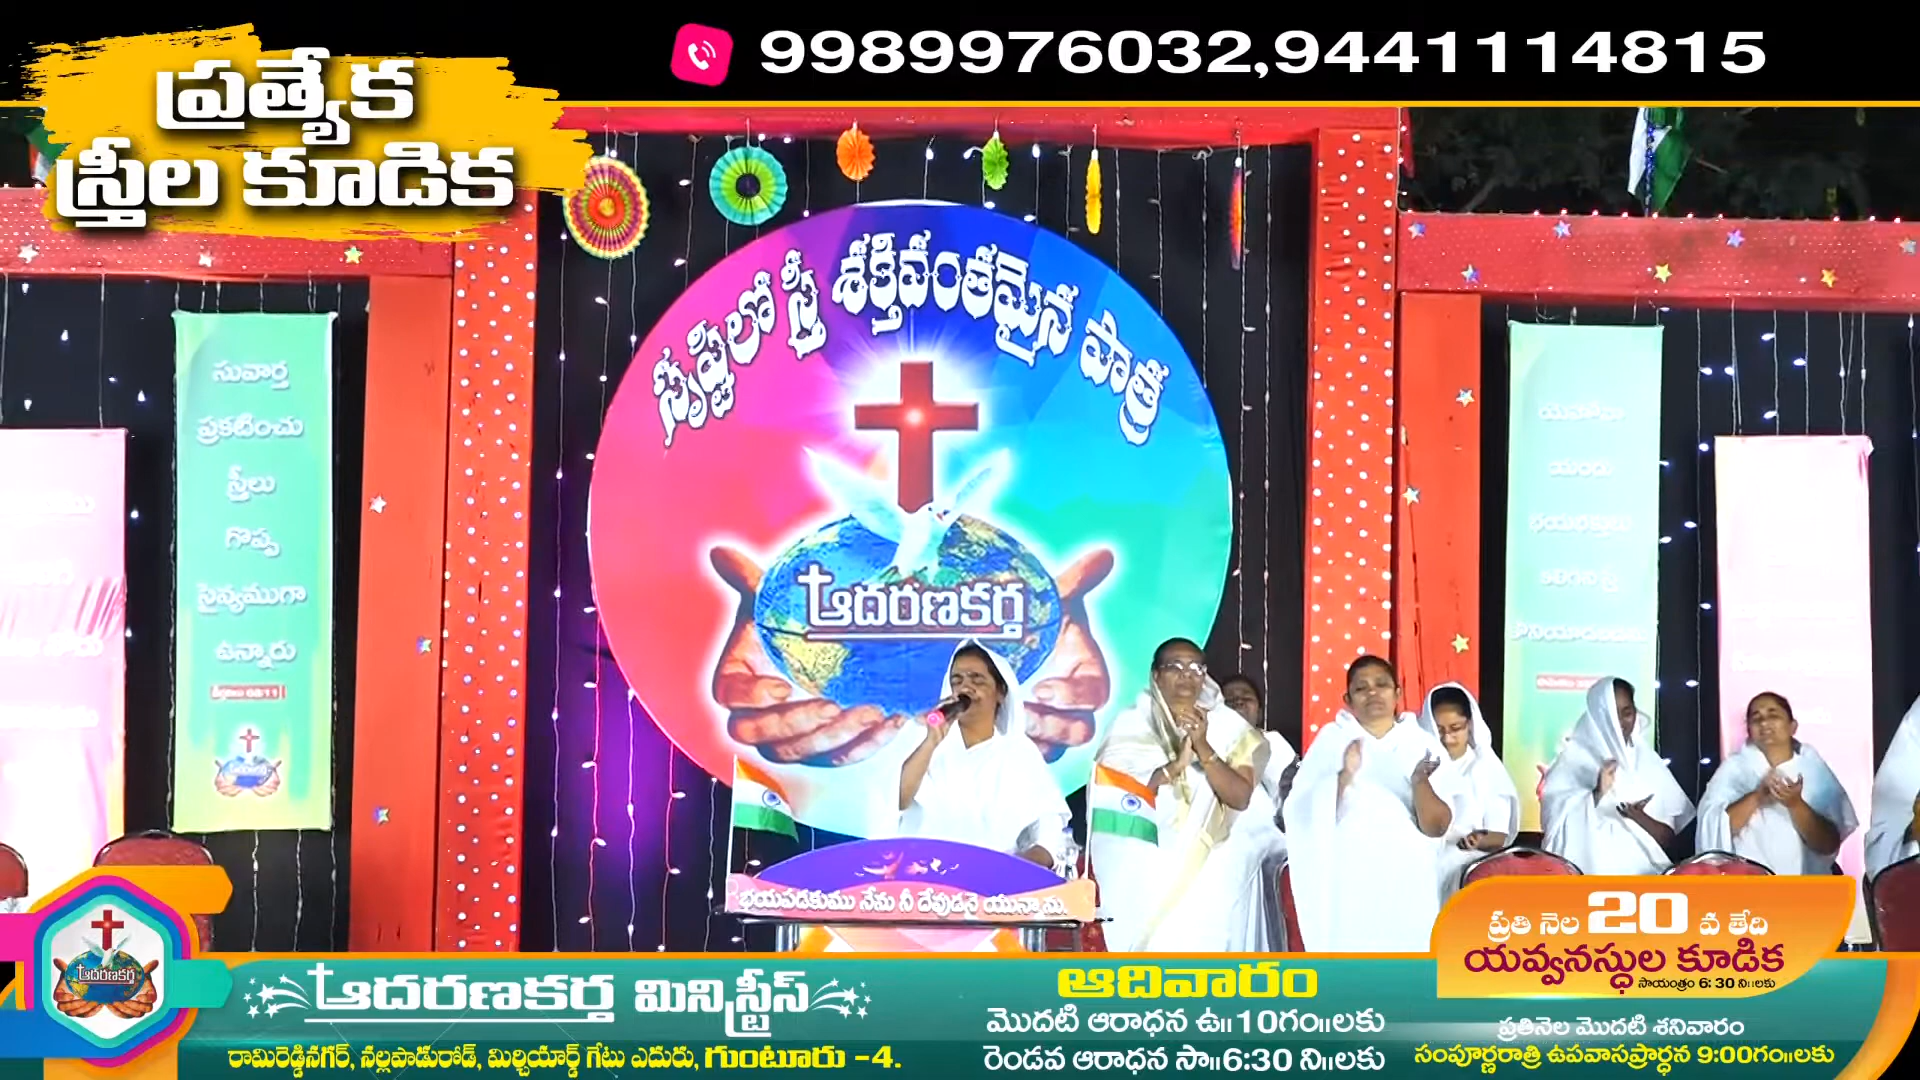 9989976032,9441114815
ప్రత్యేక
స్త్రీల కూడిక
సృష్టిలో స్త్రీ శక్తివంతమైన పాత్ర
ఆదరణకర్త
సువార్త
ప్రకటించు
స్త్రీలు
గొప్ప
సైన్యముగా
ఉన్నారు
భయపడకుము నేను నీ దేవుడనై యున్నాను.
ప్రతి నెల 20 వ తేది
యవ్వనస్థుల కూడిక
సాయంత్రం 6: 30 ని॥లకు
ఆదరణకర్త
ఆదరణకర్త మినిస్ట్రీస్
రామిరెడ్డినగర్, నల్లపాడురోడ్, మిర్చియార్డ్ గేటు ఎదురు, గుంటూరు -4.
ఆదివారం
మొదటి ఆరాధన ఉ॥10గం॥లకు
రెండవ ఆరాధన సా॥6:30 ని॥లకు
ప్రతినెల మొదటి శనివారం
సంపూర్ణరాత్రి ఉపవాసప్రార్థన 9:00గం॥లకు